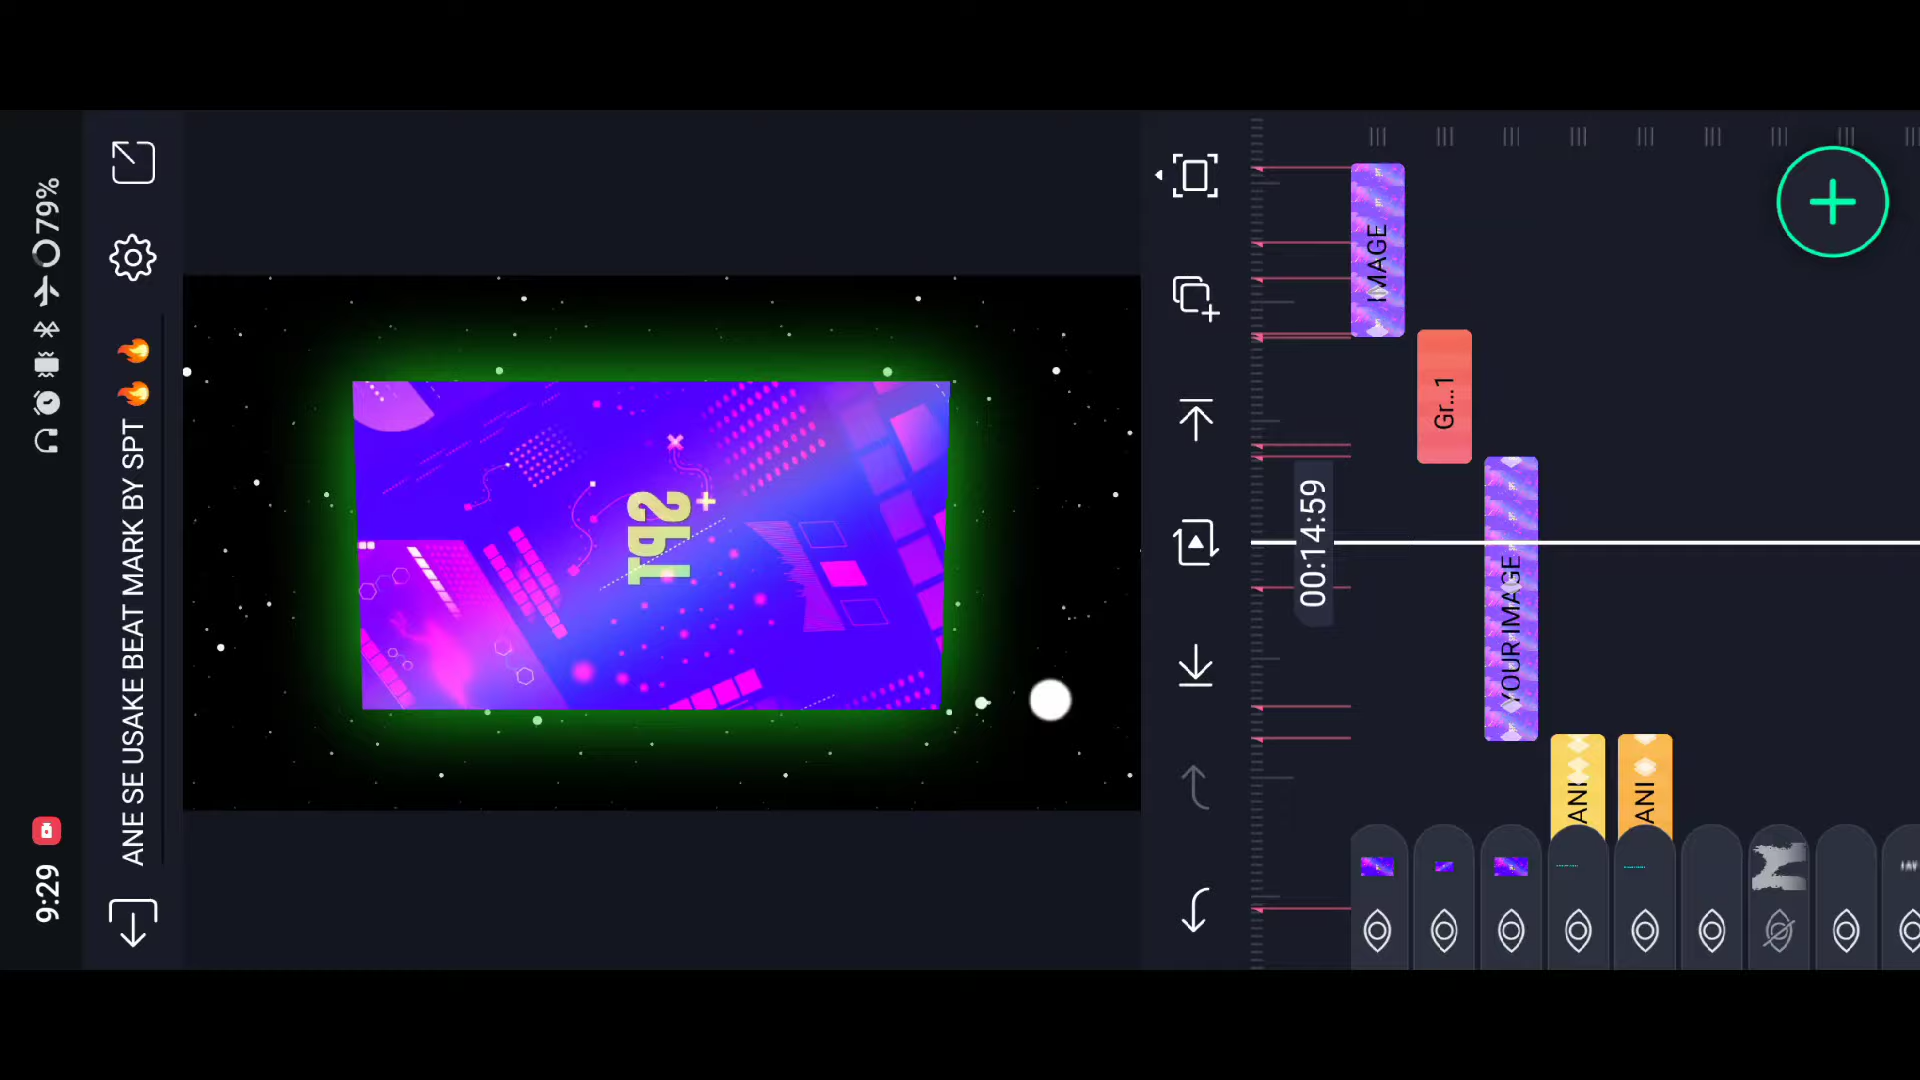 9:29
79%
ANE SE USAKE BEAT MARK BY SPT 🔥 🔥
SPT
00:14:59
IMAGE
Gr...1
YOUR IMAGE
ANI
ANI